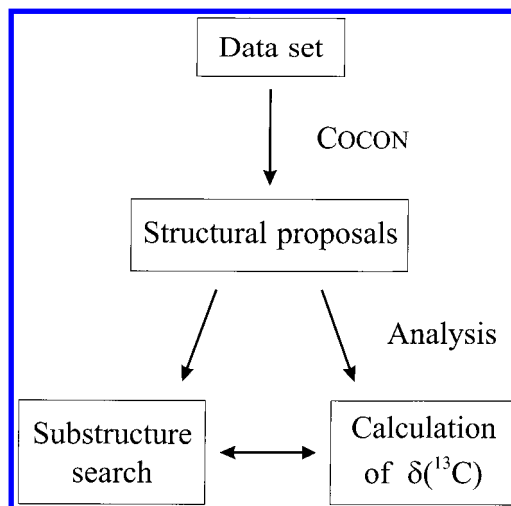 Data set
COCON
Structural proposals
Analysis
Substructure
search
Calculation
of δ(¹³C)